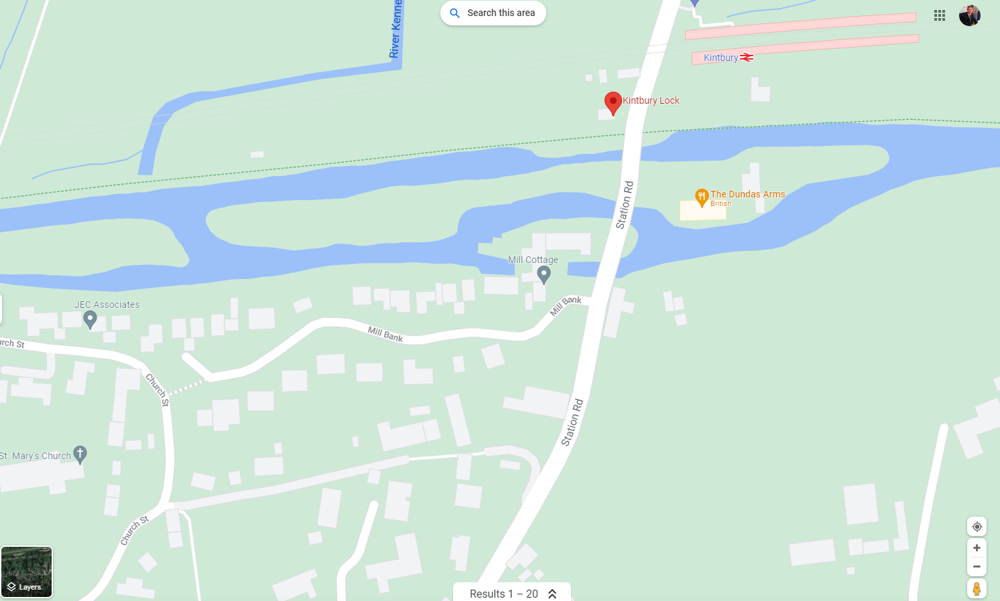 Search this area
River Kenne
Kintbury
Kintbury Lock
Station Rd
The Dundas Arms
British
Mill Cottage
Mill Bank
JEC Associates
Mill Bank
urch St
Church St
Station Rd
St. Mary's Church
Church St
Layers
Results 1 – 20